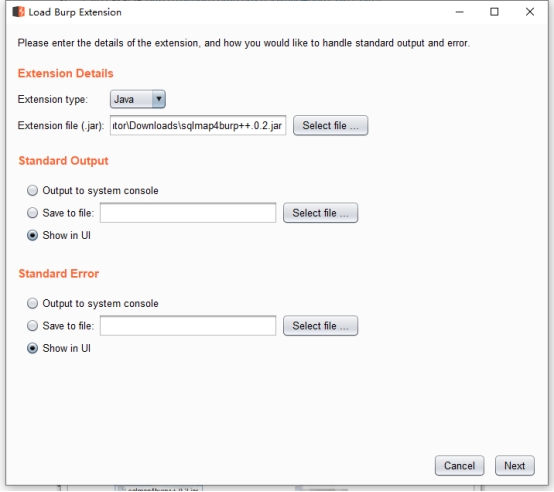 Load Burp Extension
Please enter the details of the extension, and how you would like to handle standard output and error.
Extension Details
Extension type: Java
Extension file (.jar): itor\Downloads\sqlmap4burp++.0.2.jar Select file ...
Standard Output
Output to system console
Save to file: Select file ...
Show in UI
Standard Error
Output to system console
Save to file: Select file ...
Show in UI
Cancel Next